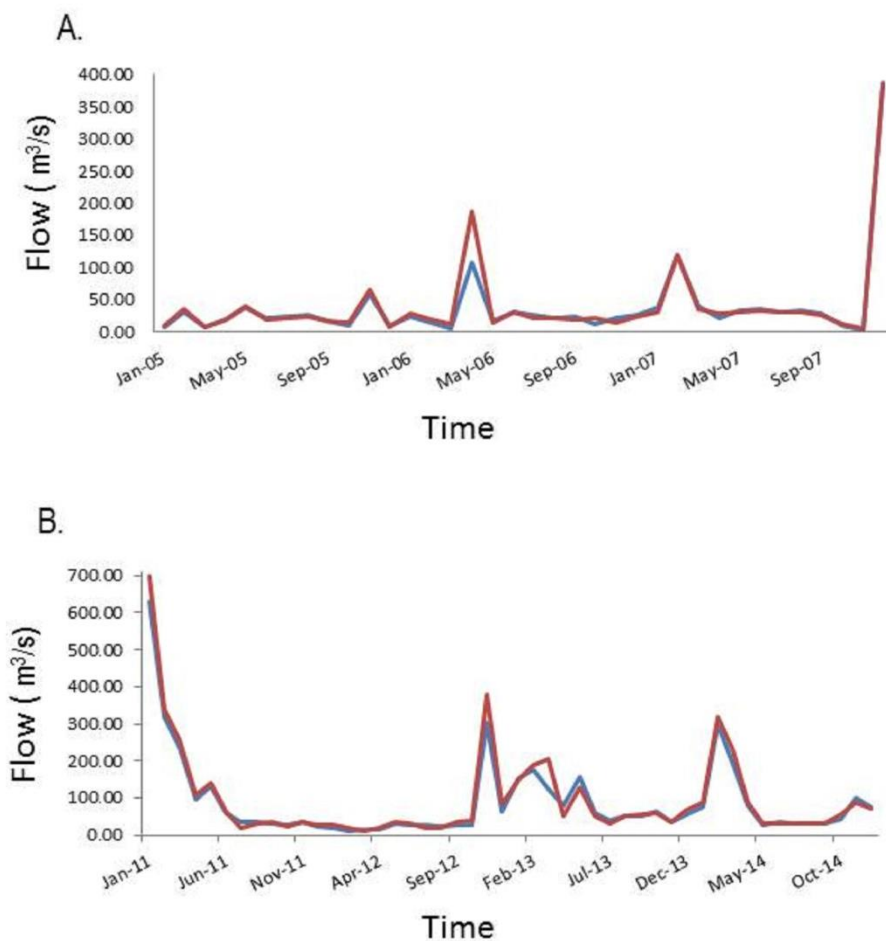 A.
400.00
350.00
300.00
250.00
200.00
150.00
100.00
50.00
0.00
Flow ( m³/s)
Jan-05 May-05 Sep-05 Jan-06 May-06 Sep-06 Jan-07 May-07 Sep-07
Time
B.
700.00
600.00
500.00
400.00
300.00
200.00
100.00
0.00
Flow ( m³/s)
Jan-11 Jun-11 Nov-11 Apr-12 Sep-12 Feb-13 Jul-13 Dec-13 May-14 Oct-14
Time